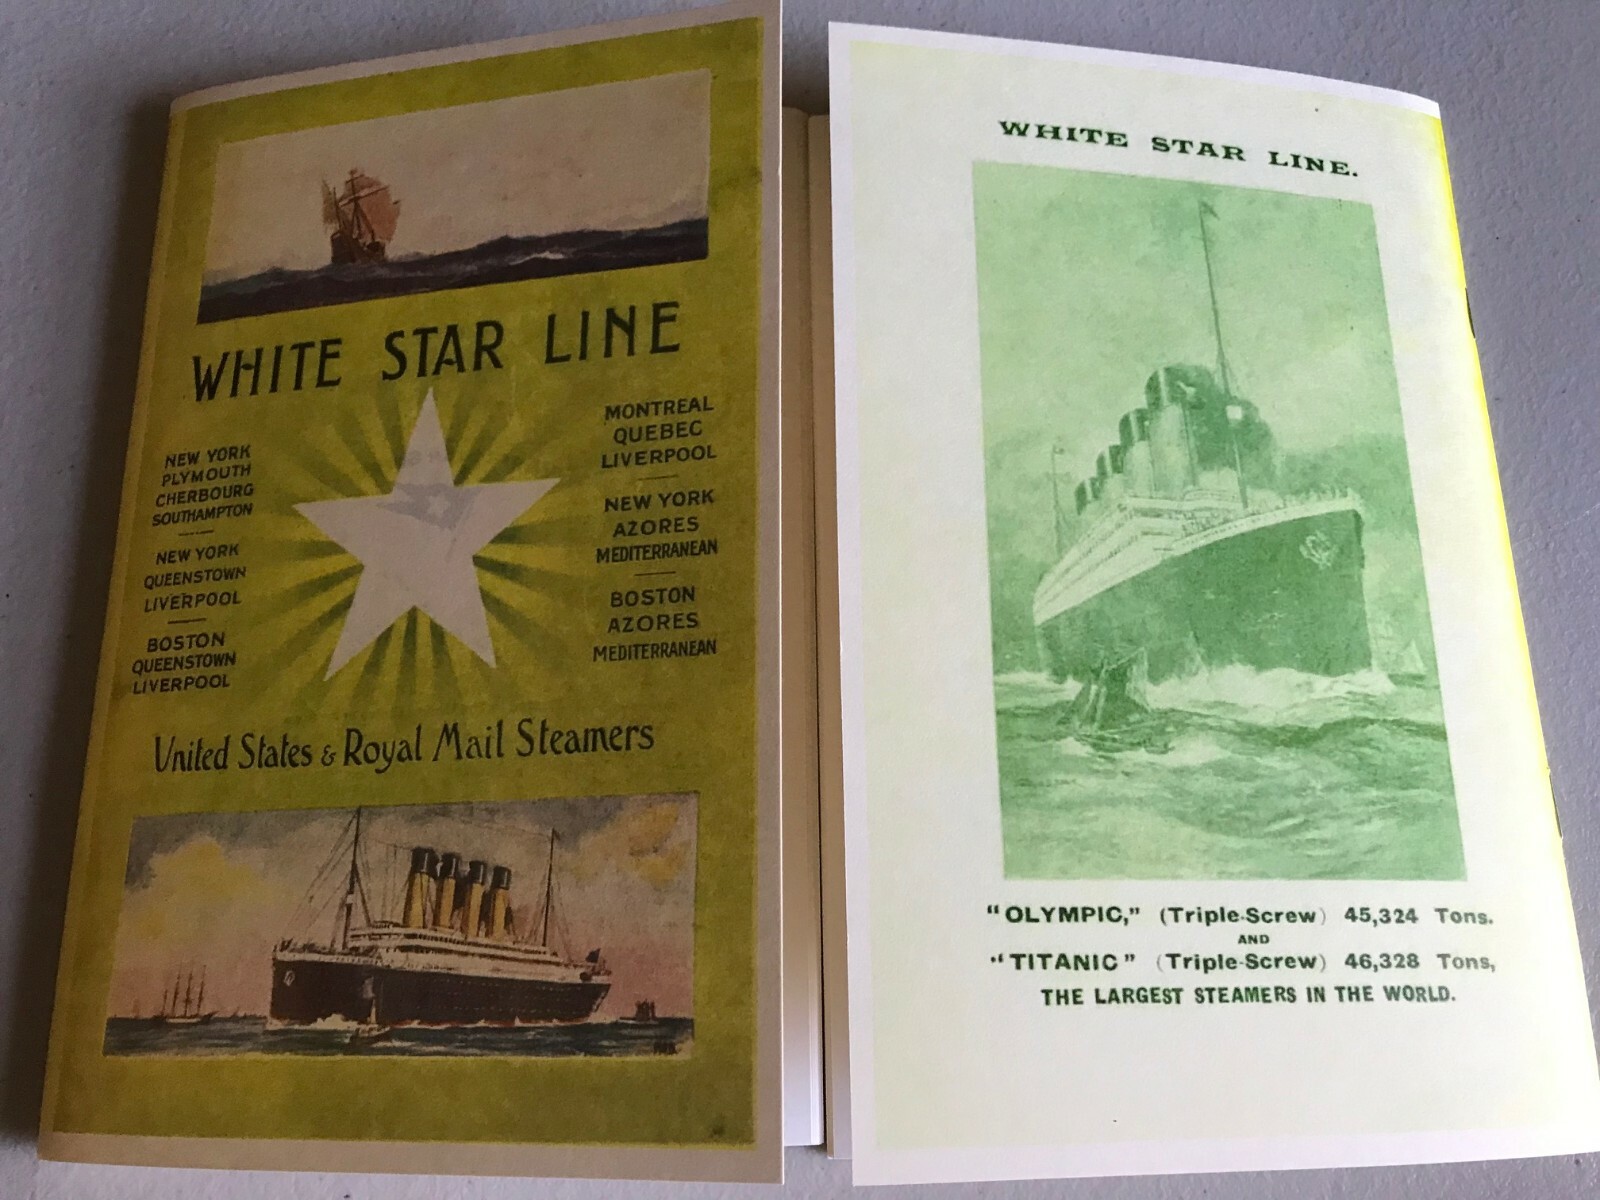 WHITE STAR LINE
NEW YORK
PLYMOUTH
CHERBOURG
SOUTHAMPTON
NEW YORK
QUEENSTOWN
LIVERPOOL
BOSTON
QUEENSTOWN
LIVERPOOL
MONTREAL
QUEBEC
LIVERPOOL
NEW YORK
AZORES
MEDITERRANEAN
BOSTON
AZORES
MEDITERRANEAN
United States & Royal Mail Steamers
WHITE STAR LINE.
"OLYMPIC," (Triple-Screw) 45,324 Tons.
AND
"TITANIC" (Triple-Screw) 46,328 Tons,
THE LARGEST STEAMERS IN THE WORLD.